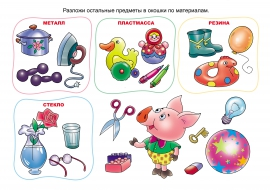 Разложи остальные предметы в окошки по материалам.
МЕТАЛЛ
ПЛАСТМАССА
РЕЗИНА
СТЕКЛО